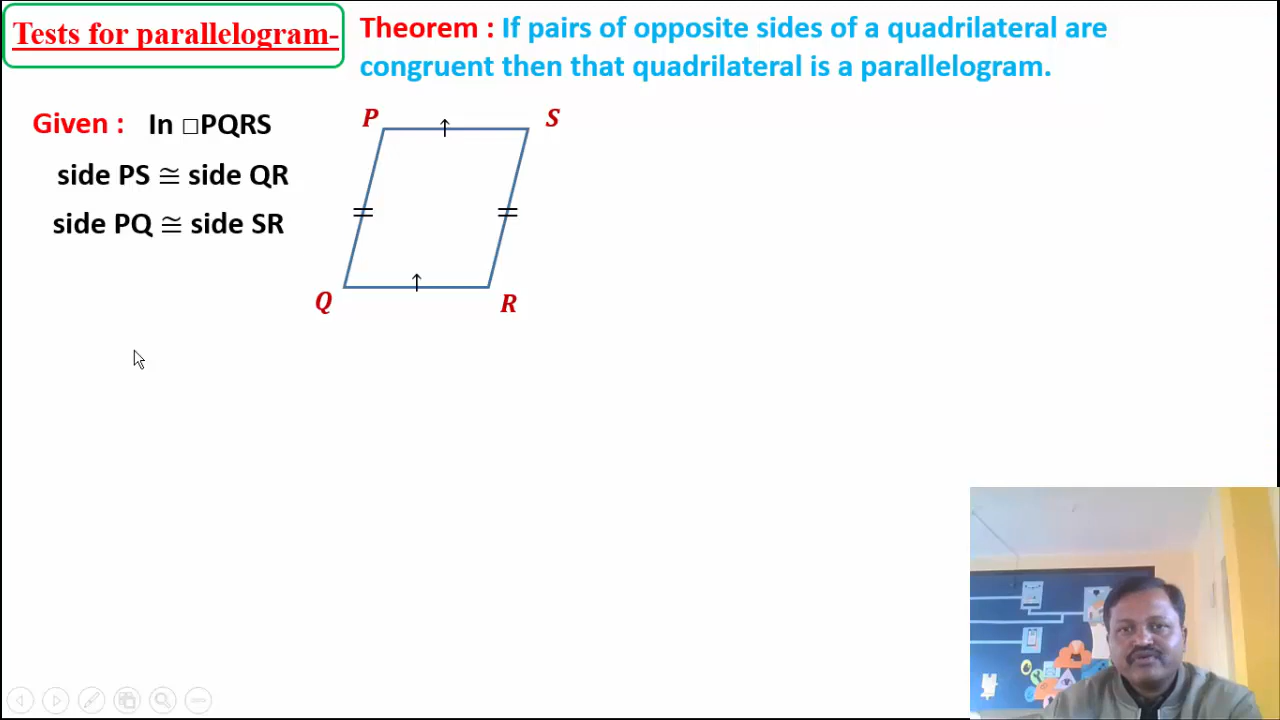 Tests for parallelogram-
Theorem : If pairs of opposite sides of a quadrilateral are
congruent then that quadrilateral is a parallelogram.
Given : In □PQRS
side PS ≅ side QR
side PQ ≅ side SR
P
S
Q
R